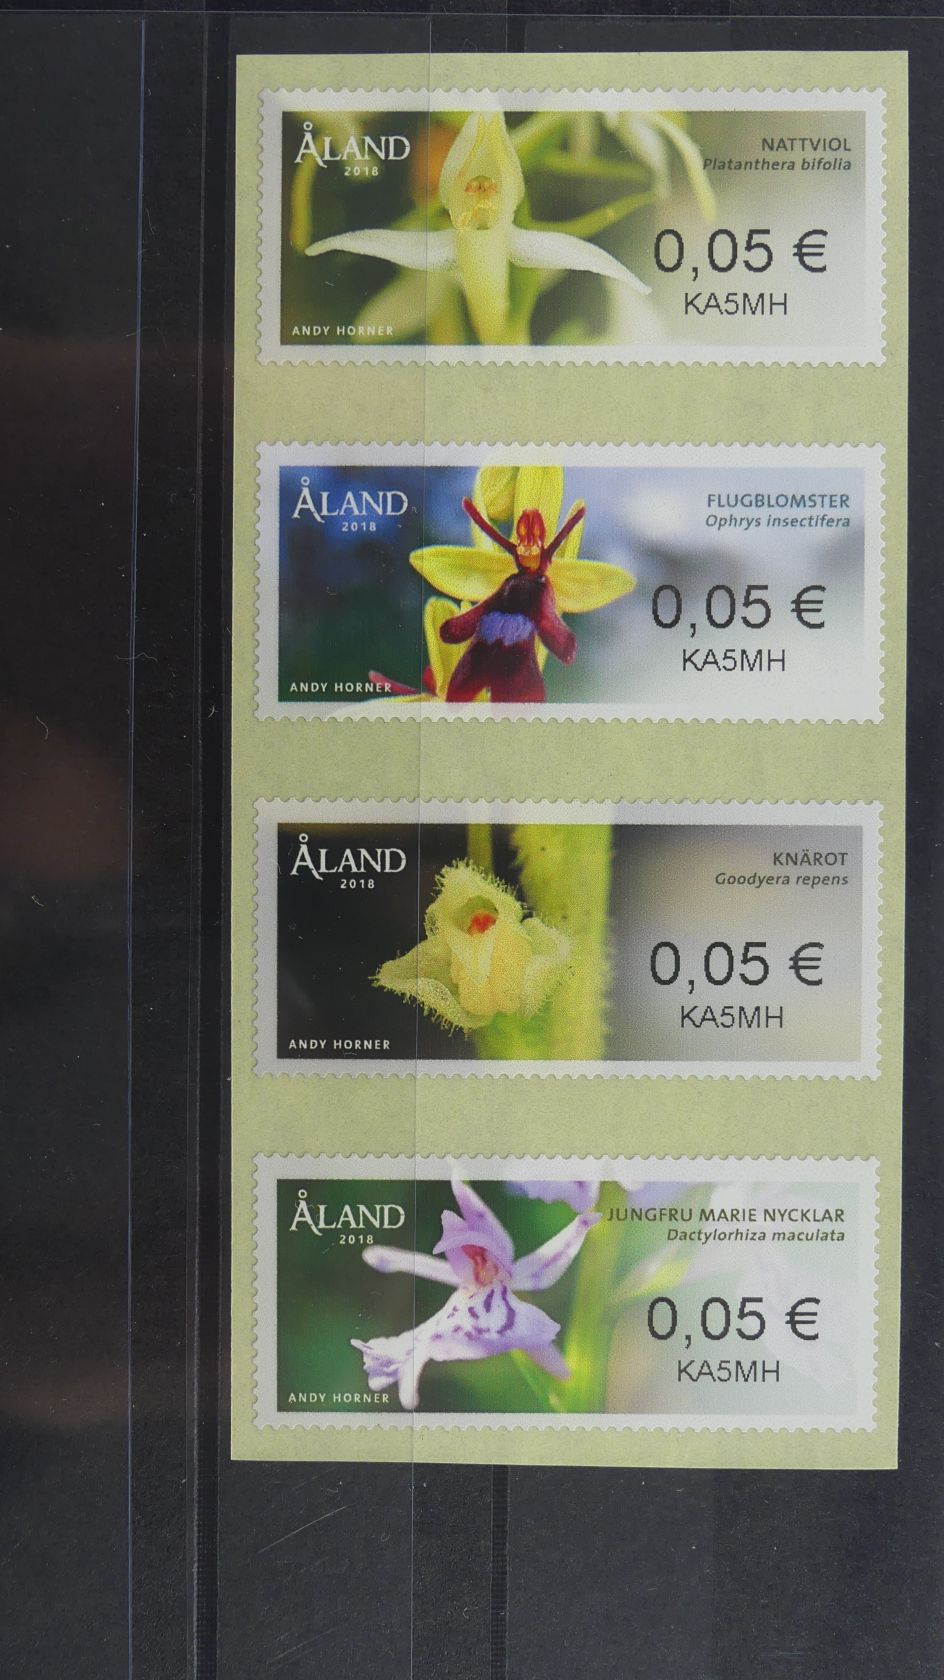 ÅLAND
2018
NATTVIOL
Platanthera bifolia
0,05 €
KA5MH
ANDY HORNER
ÅLAND
2018
FLUGBLOMSTER
Ophrys insectifera
0,05 €
KA5MH
ANDY HORNER
ÅLAND
2018
KNÄROT
Goodyera repens
0,05 €
KA5MH
ANDY HORNER
ÅLAND
2018
JUNGFRU MARIE NYCKLAR
Dactylorhiza maculata
0,05 €
KA5MH
ANDY HORNER